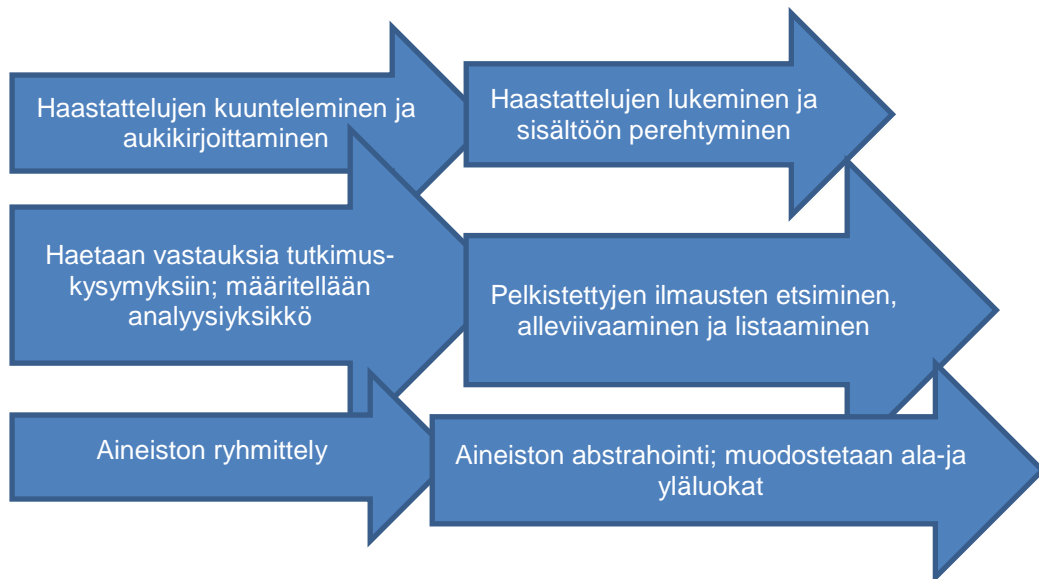 Haastattelujen kuunteleminen ja
aukikirjoittaminen
Haastattelujen lukeminen ja
sisältöön perehtyminen
Haetaan vastauksia tutkimus-
kysymyksiin; määritellään
analyysiyksikkö
Pelkistettyjen ilmausten etsiminen,
alleviivaaminen ja listaaminen
Aineiston ryhmittely
Aineiston abstrahointi; muodostetaan ala-ja
yläluokat